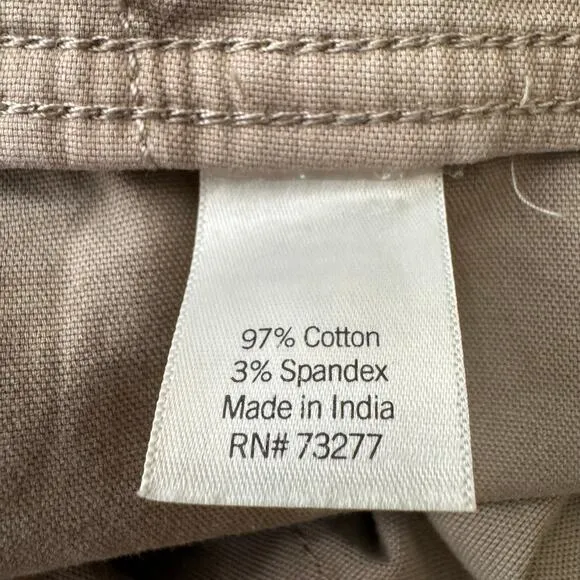 97% Cotton
3% Spandex
Made in India
RN# 73277